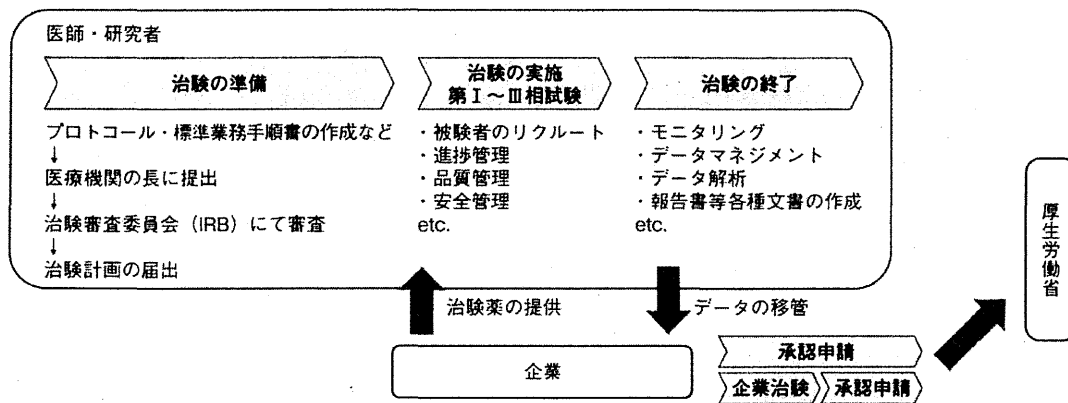 医師・研究者
治験の準備
プロトコール・標準業務手順書の作成など
↓
医療機関の長に提出
↓
治験審査委員会（IRB）にて審査
↓
治験計画の届出
治験の実施
第Ⅰ～Ⅲ相試験
・被験者のリクルート
・進捗管理
・品質管理
・安全管理
etc.
治験の終了
・モニタリング
・データマネジメント
・データ解析
・報告書等各種文書の作成
etc.
治験薬の提供
データの移管
企業
承認申請
企業治験
承認申請
厚生労働省